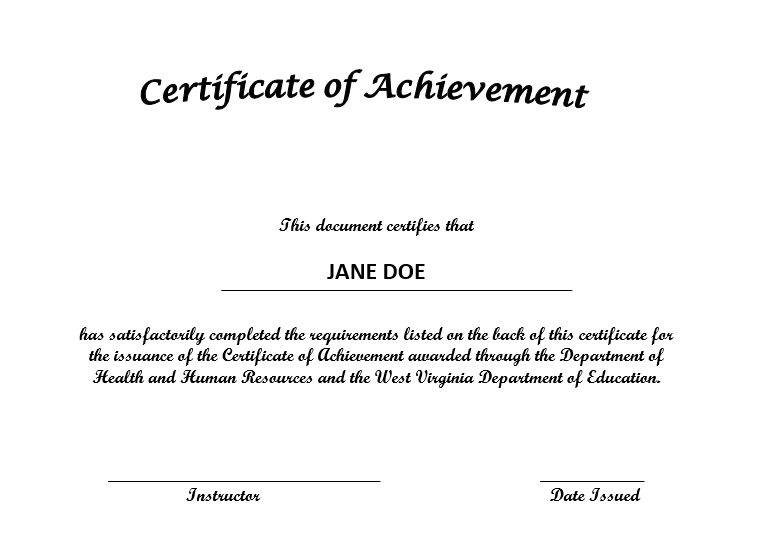 Certificate of Achievement
This document certifies that
JANE DOE
has satisfactorily completed the requirements listed on the back of this certificate for
the issuance of the Certificate of Achievement awarded through the Department of
Health and Human Resources and the West Virginia Department of Education.
Instructor
Date Issued